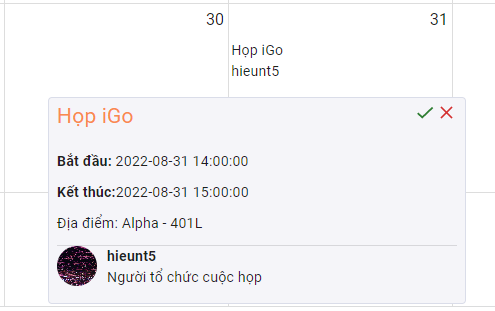 30
31
Họp iGo
hieunt5
Họp iGo
Bắt đầu: 2022-08-31 14:00:00
Kết thúc:2022-08-31 15:00:00
Địa điểm: Alpha - 401L
hieunt5
Người tổ chức cuộc họp